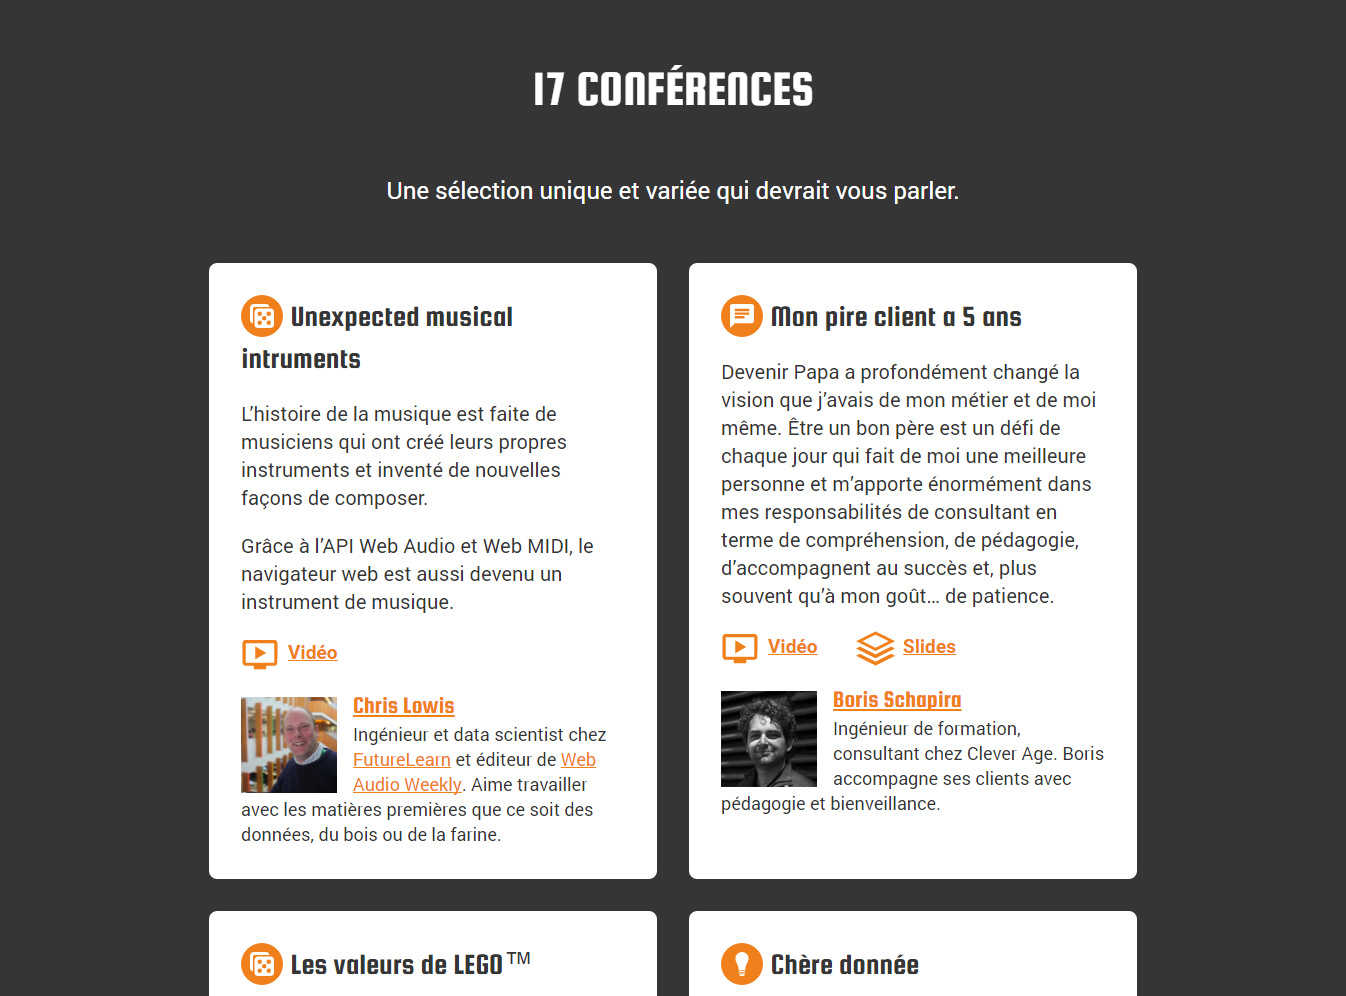 17 CONFÉRENCES
Une sélection unique et variée qui devrait vous parler.
Unexpected musical
intruments
L’histoire de la musique est faite de
musiciens qui ont créé leurs propres
instruments et inventé de nouvelles
façons de composer.
Grâce à l’API Web Audio et Web MIDI, le
navigateur web est aussi devenu un
instrument de musique.
Vidéo
Chris Lowis
Ingénieur et data scientist chez
FutureLearn et éditeur de Web
Audio Weekly. Aime travailler
avec les matières premières que ce soit des
données, du bois ou de la farine.
Mon pire client a 5 ans
Devenir Papa a profondément changé la
vision que j’avais de mon métier et de moi
même. Être un bon père est un défi de
chaque jour qui fait de moi une meilleure
personne et m’apporte énormément dans
mes responsabilités de consultant en
terme de compréhension, de pédagogie,
d’accompagnent au succès et, plus
souvent qu’à mon goût… de patience.
Vidéo Slides
Boris Schapira
Ingénieur de formation,
consultant chez Clever Age. Boris
accompagne ses clients avec
pédagogie et bienveillance.
Les valeurs de LEGO™
Chère donnée